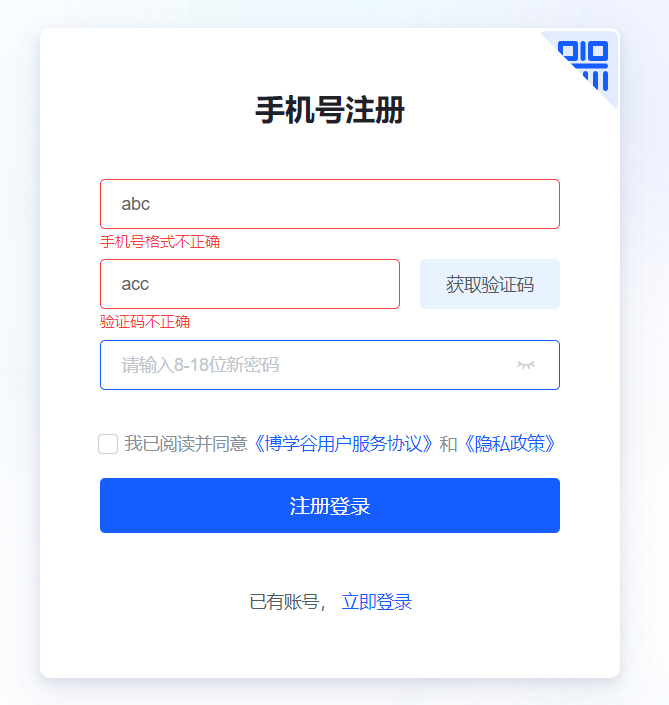 手机号注册
abc
手机号格式不正确
acc 获取验证码
验证码不正确
请输入8-18位新密码
我已阅读并同意《博学谷用户服务协议》和《隐私政策》
注册登录
已有账号， 立即登录